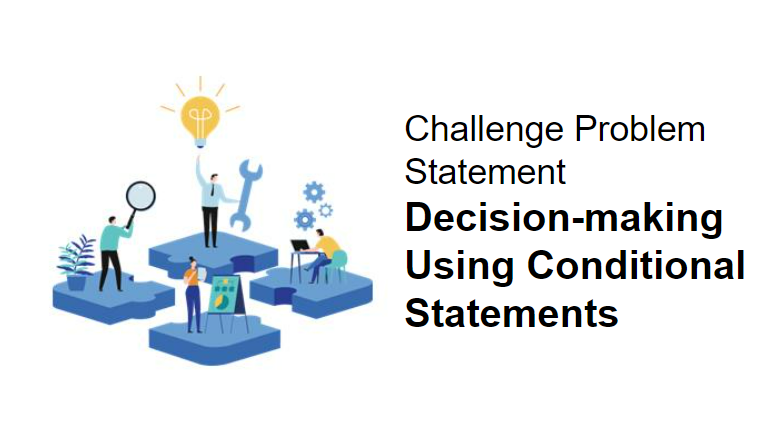 Challenge Problem
Statement
Decision-making
Using Conditional
Statements